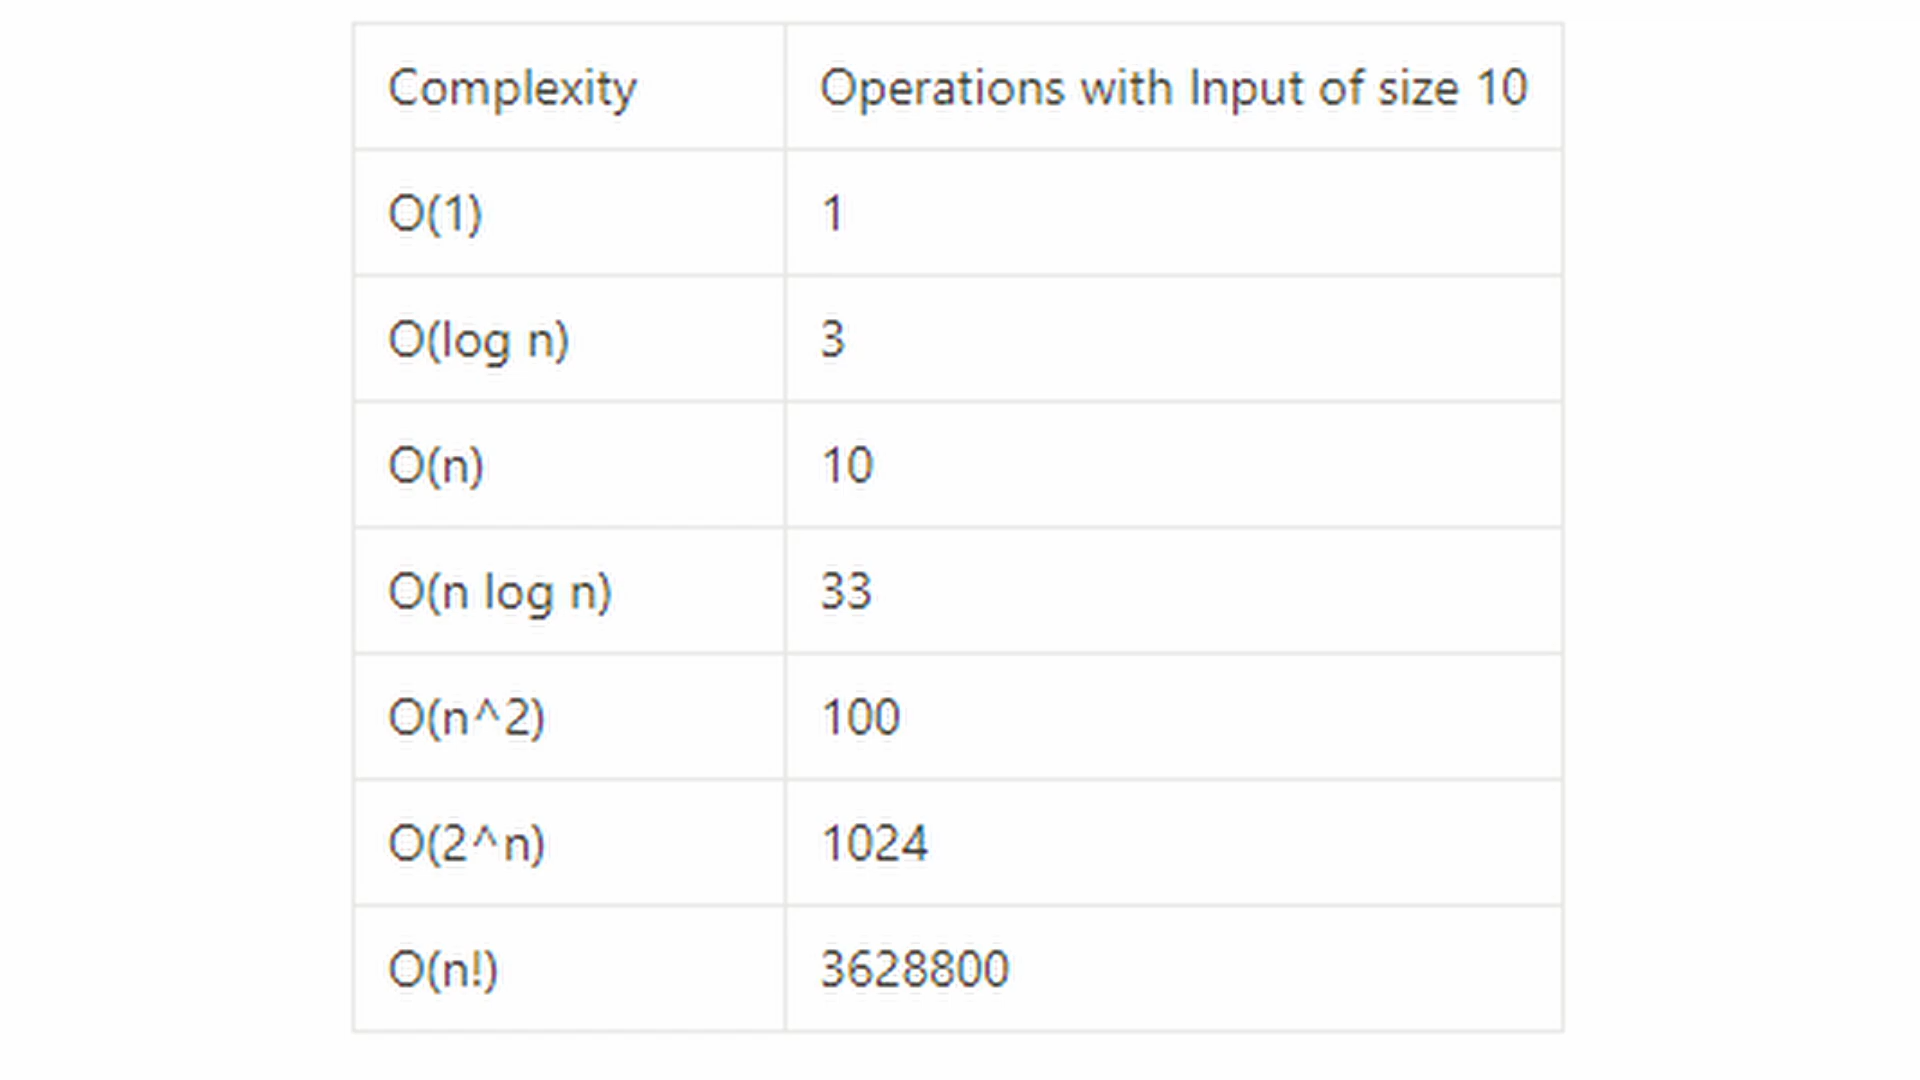 Complexity Operations with Input of size 10
O(1) 1
O(log n) 3
O(n) 10
O(n log n) 33
O(n^2) 100
O(2^n) 1024
O(n!) 3628800